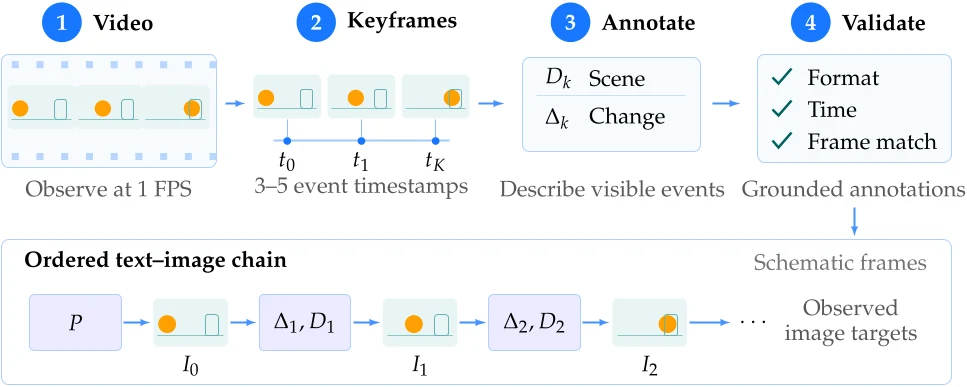 1 Video
2 Keyframes
3 Annotate
4 Validate
D_k Scene
Δ_k Change
✓ Format
✓ Time
✓ Frame match
t_0 t_1 t_K
Observe at 1 FPS
3–5 event timestamps
Describe visible events
Grounded annotations
Ordered text–image chain
Schematic frames
P
Δ_1, D_1
Δ_2, D_2
· · ·
Observed
image targets
I_0 I_1 I_2